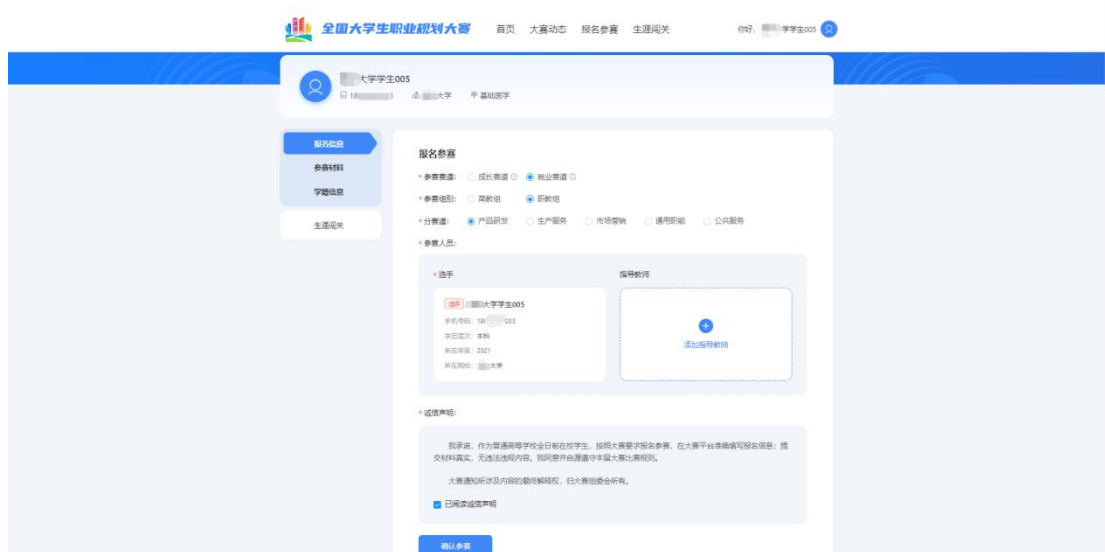 全国大学生职业规划大赛 首页 大赛动态 报名参赛 生涯闯关 你好， 学学生005
大学学生005
18 3 大学 基础医学
报名信息
参赛材料
学籍信息
生涯闯关
报名参赛
* 参赛赛道: 成长赛道 就业赛道
* 参赛组别: 高教组 职教组
* 分赛道: 产品研发 生产服务 市场营销 通用职能 公共服务
* 参赛人员:
* 选手 指导教师
选手 大学学生005
手机号码: 18 033
学历层次: 本科
所在年级: 2021
所在院校: 大学
添加指导教师
* 诚信声明:
我承诺，作为普通高等学校全日制在校学生，按照大赛要求报名参赛，在大赛平台准确填写报名信息；提
交材料真实，无违法违规内容。我同意并自愿遵守本届大赛比赛规则。
大赛通知所涉及内容的最终解释权，归大赛组委会所有。
已阅读诚信声明
确认参赛